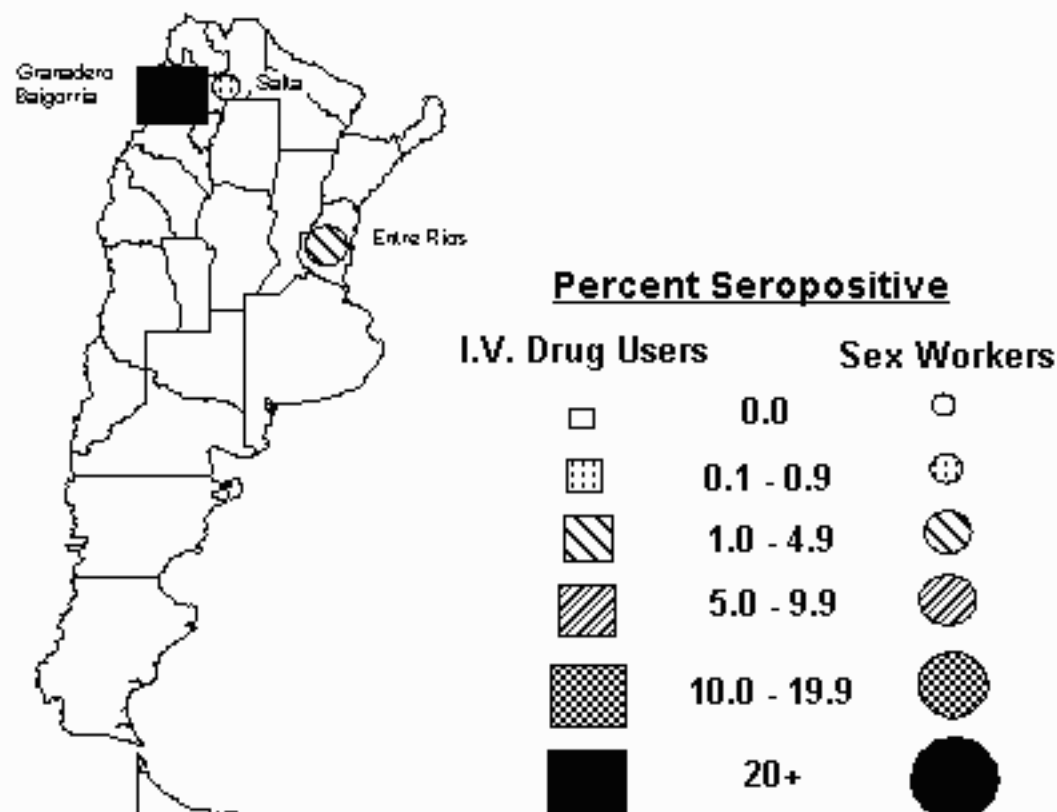 Granadero
Baigorria
Salta
Entre Rios
Percent Seropositive
I.V. Drug Users
Sex Workers
0.0
0.1 - 0.9
1.0 - 4.9
5.0 - 9.9
10.0 - 19.9
20+